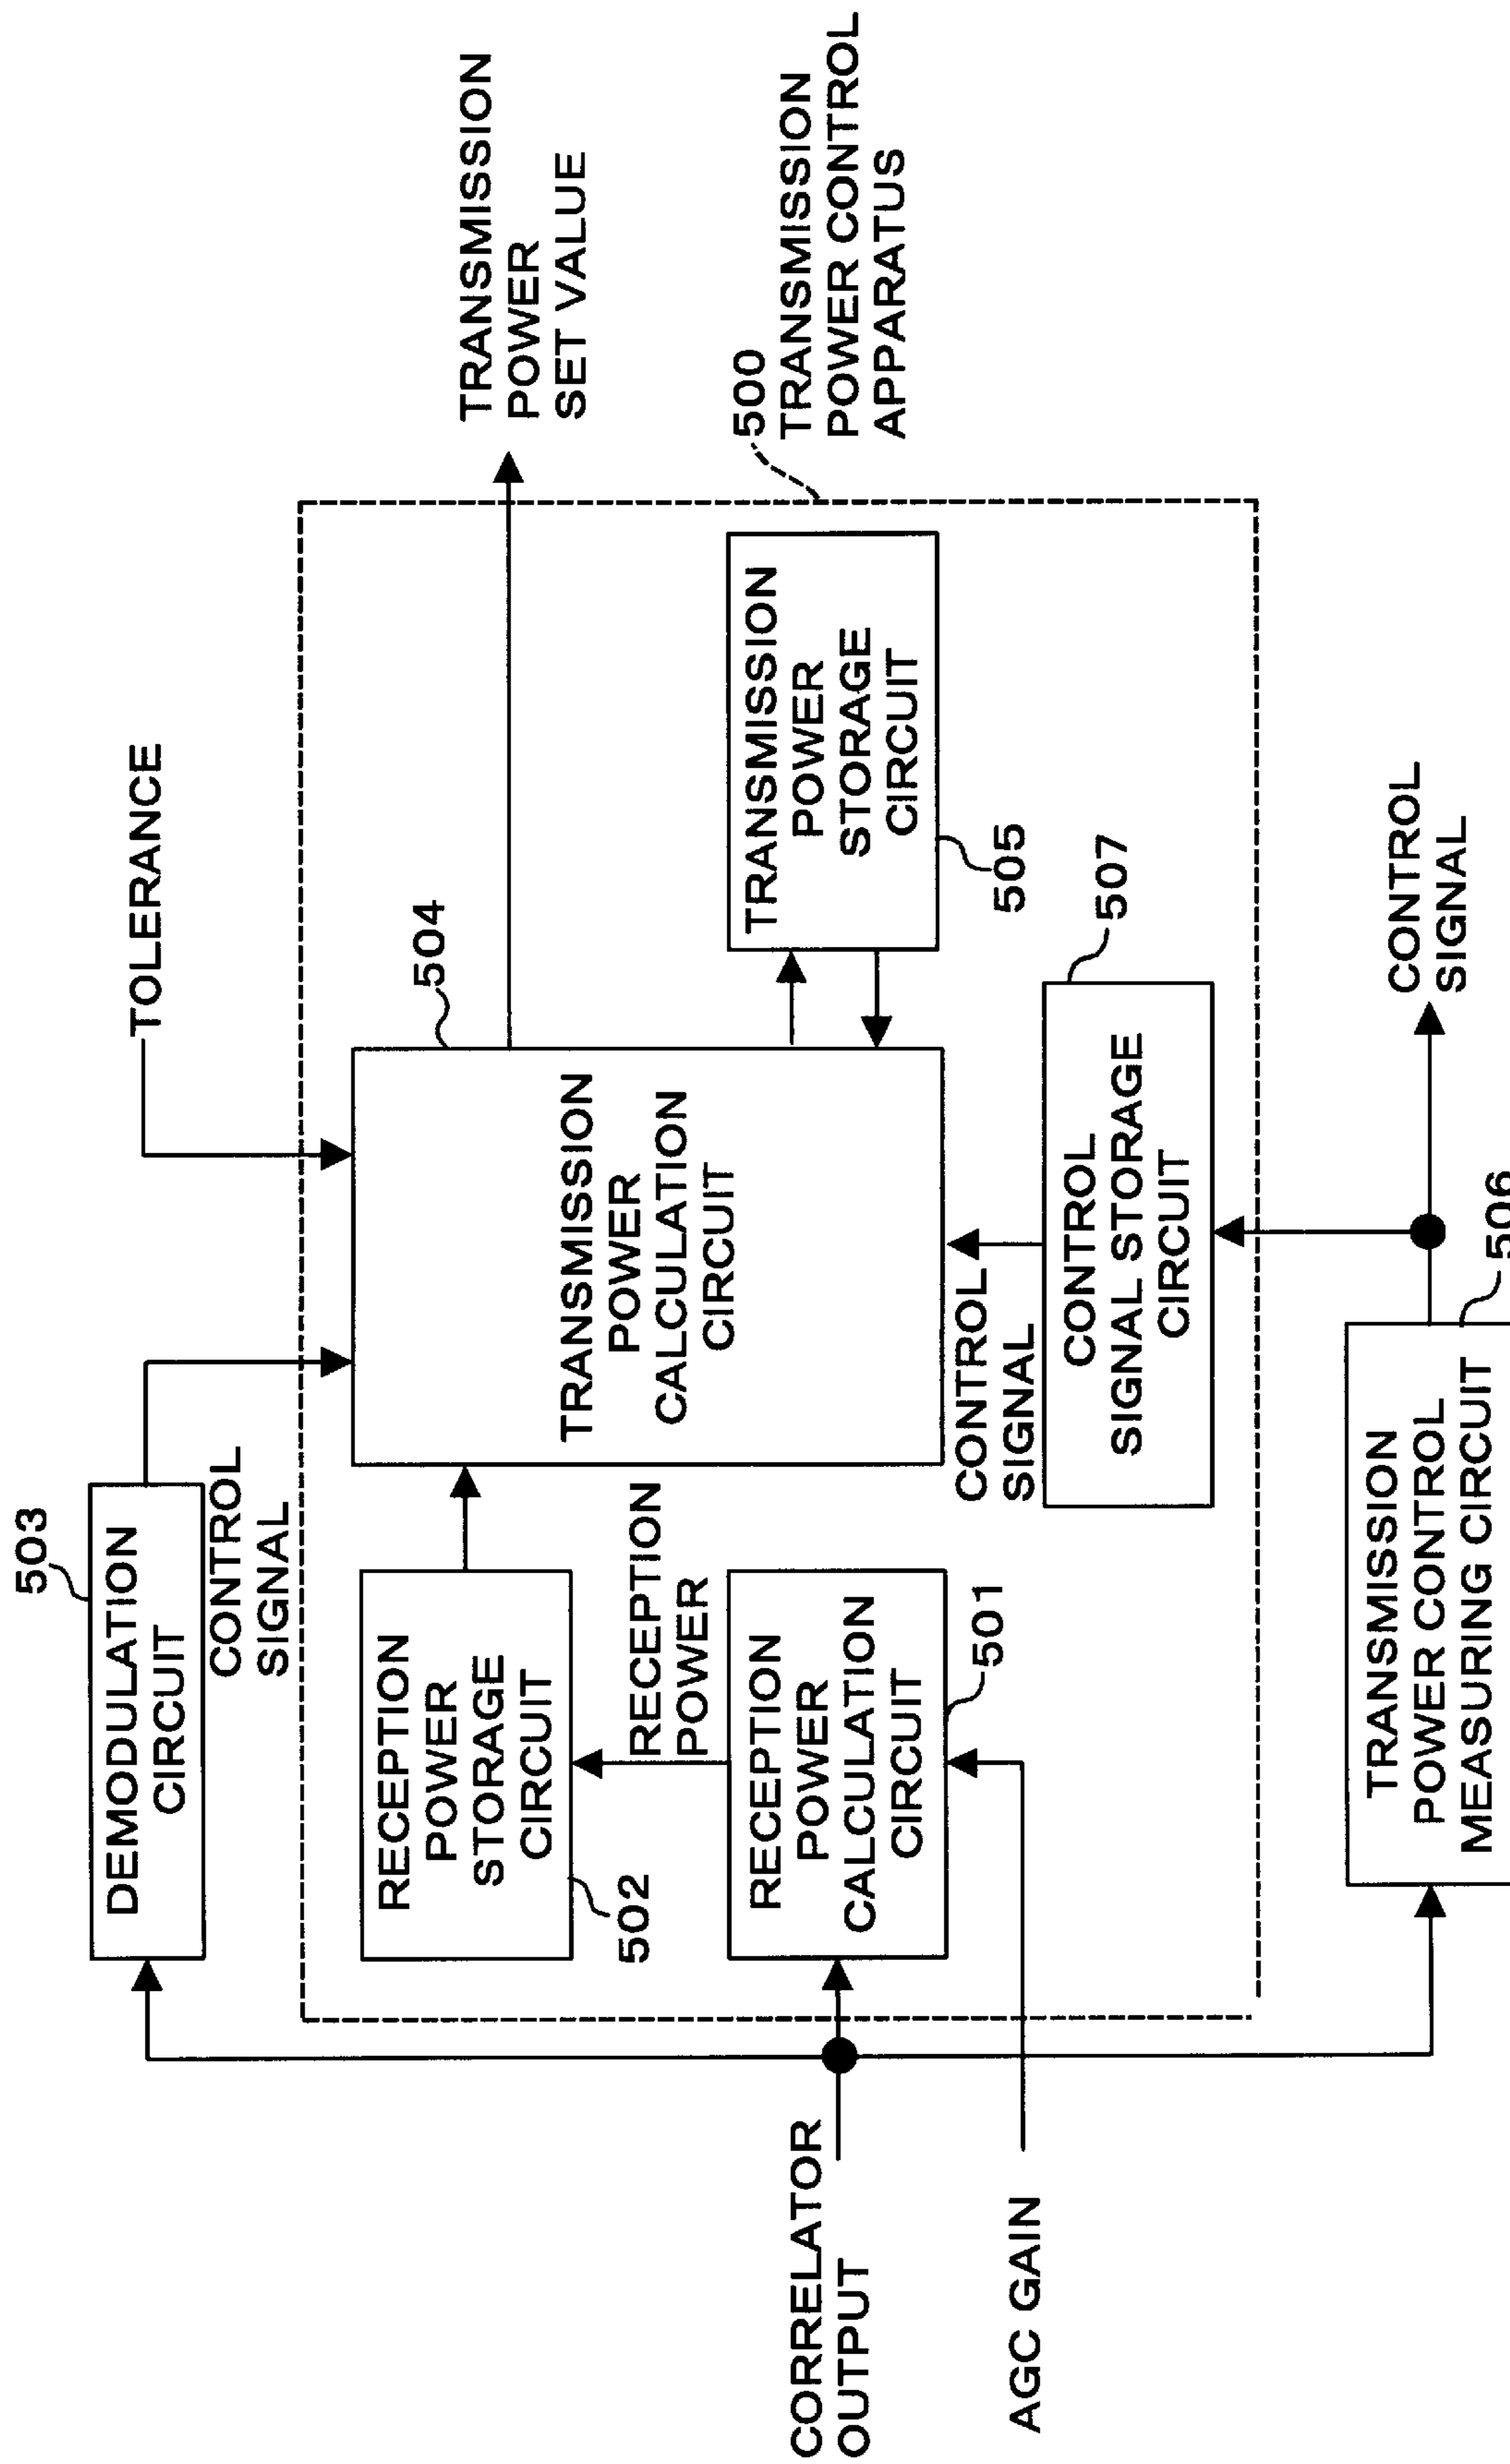 503
DEMODULATION
CIRCUIT
CONTROL
SIGNAL
TOLERANCE
504
TRANSMISSION
POWER
CALCULATION
CIRCUIT
TRANSMISSION
POWER
SET VALUE
RECEPTION
POWER
STORAGE
CIRCUIT
502
RECEPTION
POWER
RECEPTION
POWER
CALCULATION
CIRCUIT
501
CORRELATOR
OUTPUT
AGC GAIN
500
TRANSMISSION
POWER CONTROL
APPARATUS
TRANSMISSION
POWER
STORAGE
CIRCUIT
505
CONTROL
SIGNAL
507
CONTROL
SIGNAL STORAGE
CIRCUIT
CONTROL
SIGNAL
506
TRANSMISSION
POWER CONTROL
MEASURING CIRCUIT